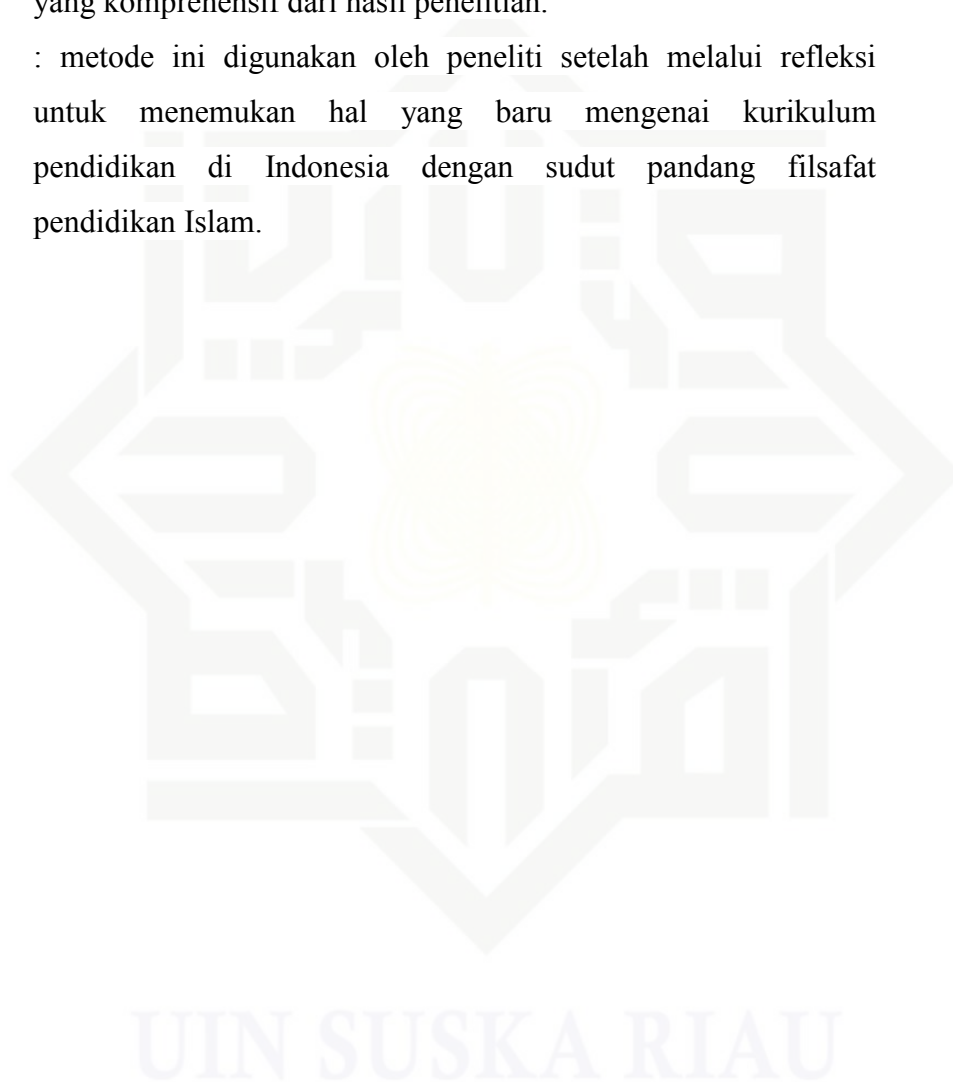 yang komprehensif dari hasil penelitian.
: metode ini digunakan oleh peneliti setelah melalui refleksi
untuk menemukan hal yang baru mengenai kurikulum
pendidikan di Indonesia dengan sudut pandang filsafat
pendidikan Islam.
UIN SUSKA RIAU